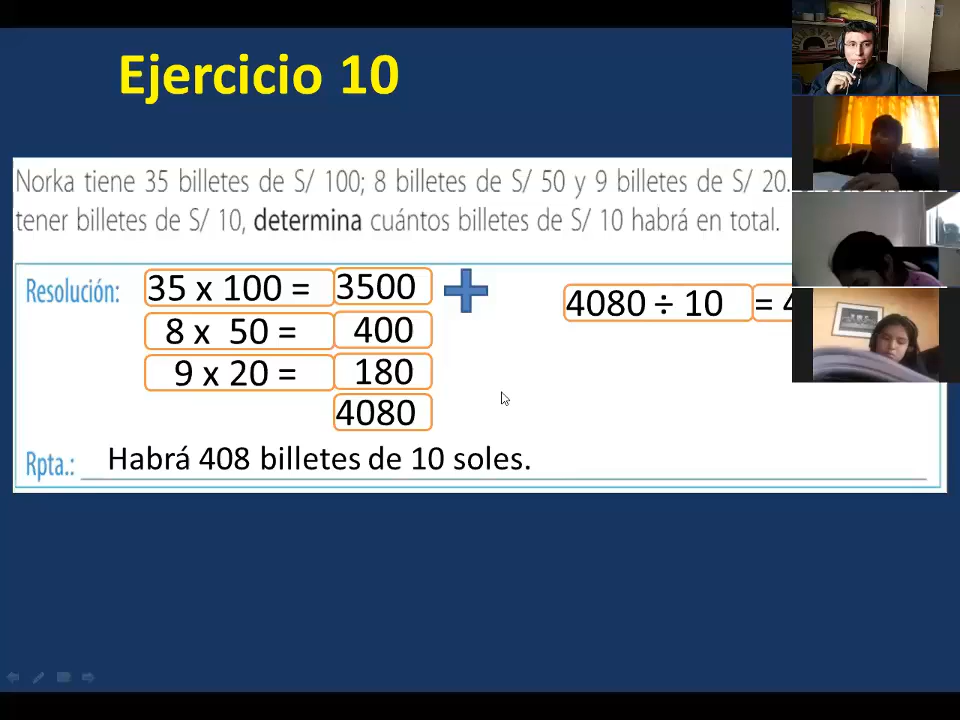 Ejercicio 10
Norka tiene 35 billetes de S/ 100; 8 billetes de S/ 50 y 9 billetes de S/ 20.
tener billetes de S/ 10, determina cuántos billetes de S/ 10 habrá en total.
Resolución: 35 x 100 = 3500 + 4080 ÷ 10 = 4
8 x 50 = 400
9 x 20 = 180
4080
Rpta.: Habrá 408 billetes de 10 soles.